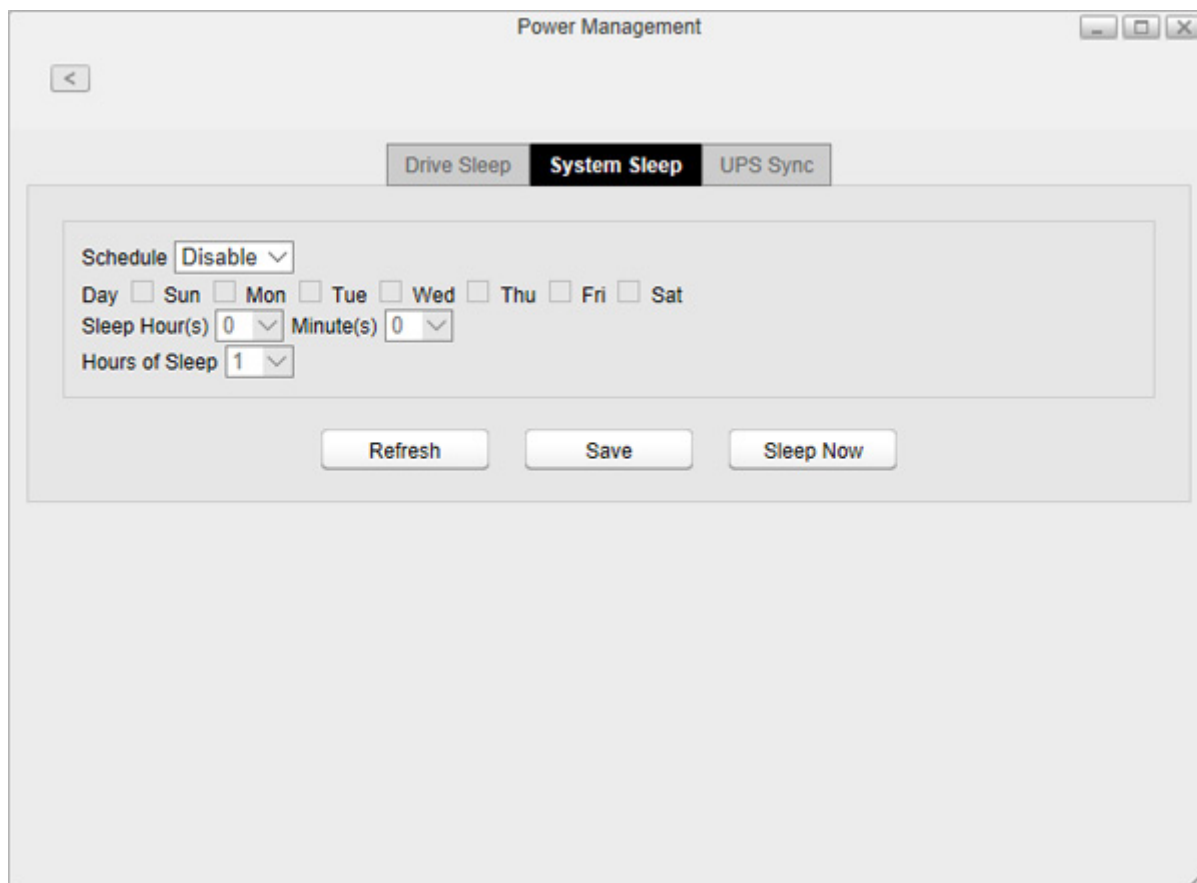 Power Management
<
Drive Sleep System Sleep UPS Sync
Schedule Disable
Day Sun Mon Tue Wed Thu Fri Sat
Sleep Hour(s) 0 Minute(s) 0
Hours of Sleep 1
Refresh Save Sleep Now